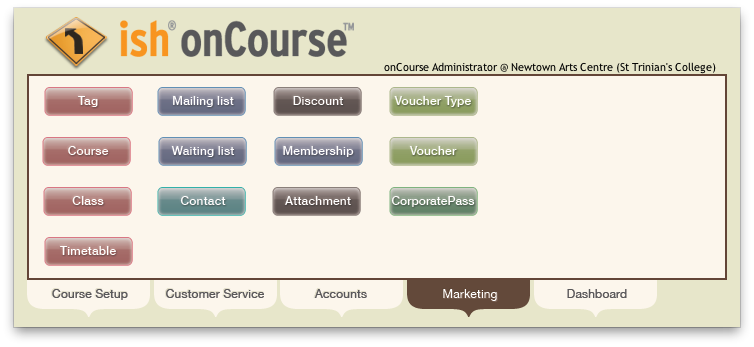 ish® onCourse™
onCourse Administrator @ Newtown Arts Centre (St Trinian's College)
Tag Mailing list Discount Voucher Type
Course Waiting list Membership Voucher
Class Contact Attachment CorporatePass
Timetable
Course Setup Customer Service Accounts Marketing Dashboard